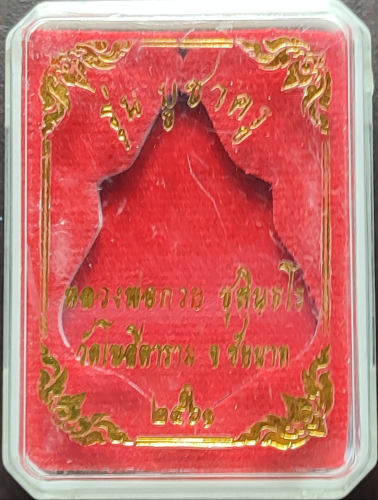 รุ่น บูชาครู
หลวงพ่อกวย ชุตินฺธโร
วัดโฆสิตาราม จ.ชัยนาท
๒๕๖๑